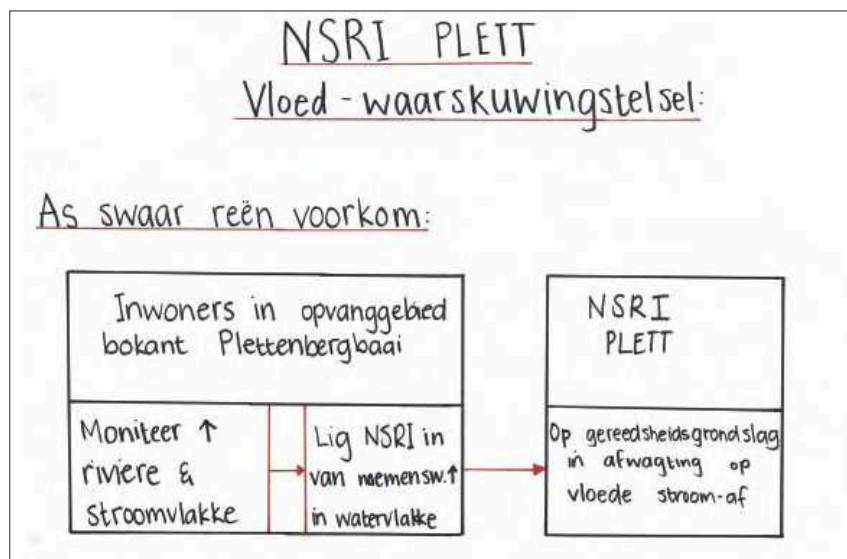 NSRI PLETT
Vloed-waarskuwingstelsel:
As swaar reën voorkom:
Inwoners in opvanggebied
bokant Plettenbergbaai
Moniteer ↑
riviere &
stroomvlakke
Lig NSRI in
van noemensw.↑
in watervlakke
NSRI
PLETT
Op gereedsheidsgrondslag
in afwagting op
vloede stroom-af